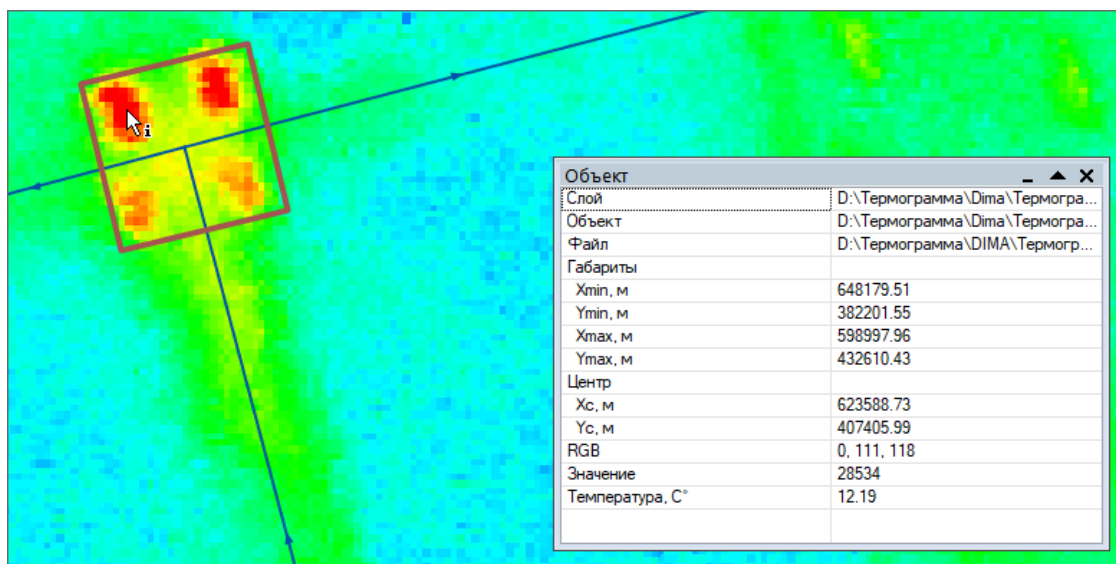 Объект
Слой D:\Термограмма\Dima\Термогра...
Объект D:\Термограмма\Dima\Термогра...
Файл D:\Термограмма\DIMA\Термогр...
Габариты
Xmin, м 648179.51
Ymin, м 382201.55
Xmax, м 598997.96
Ymax, м 432610.43
Центр
Xc, м 623588.73
Yc, м 407405.99
RGB 0, 111, 118
Значение 28534
Температура, C° 12.19